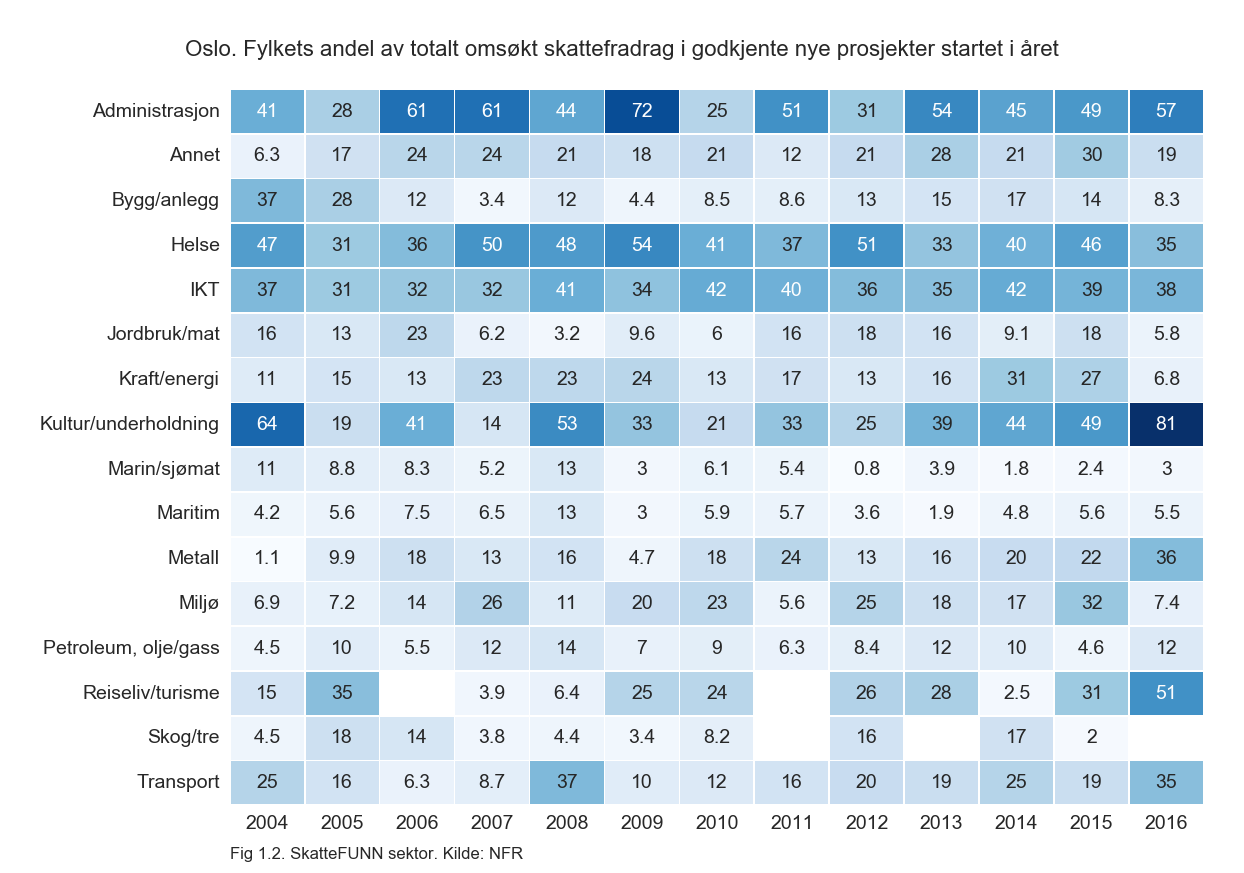 Oslo. Fylkets andel av totalt omsøkt skattefradrag i godkjente nye prosjekter startet i året
Administrasjon 41 28 61 61 44 72 25 51 31 54 45 49 57
Annet 6.3 17 24 24 21 18 21 12 21 28 21 30 19
Bygg/anlegg 37 28 12 3.4 12 4.4 8.5 8.6 13 15 17 14 8.3
Helse 47 31 36 50 48 54 41 37 51 33 40 46 35
IKT 37 31 32 32 41 34 42 40 36 35 42 39 38
Jordbruk/mat 16 13 23 6.2 3.2 9.6 6 16 18 16 9.1 18 5.8
Kraft/energi 11 15 13 23 23 24 13 17 13 16 31 27 6.8
Kultur/underholdning 64 19 41 14 53 33 21 33 25 39 44 49 81
Marin/sjømat 11 8.8 8.3 5.2 13 3 6.1 5.4 0.8 3.9 1.8 2.4 3
Maritim 4.2 5.6 7.5 6.5 13 3 5.9 5.7 3.6 1.9 4.8 5.6 5.5
Metall 1.1 9.9 18 13 16 4.7 18 24 13 16 20 22 36
Miljø 6.9 7.2 14 26 11 20 23 5.6 25 18 17 32 7.4
Petroleum, olje/gass 4.5 10 5.5 12 14 7 9 6.3 8.4 12 10 4.6 12
Reiseliv/turisme 15 35 3.9 6.4 25 24 26 28 2.5 31 51
Skog/tre 4.5 18 14 3.8 4.4 3.4 8.2 16 17 2
Transport 25 16 6.3 8.7 37 10 12 16 20 19 25 19 35
2004 2005 2006 2007 2008 2009 2010 2011 2012 2013 2014 2015 2016
Fig 1.2. SkatteFUNN sektor. Kilde: NFR